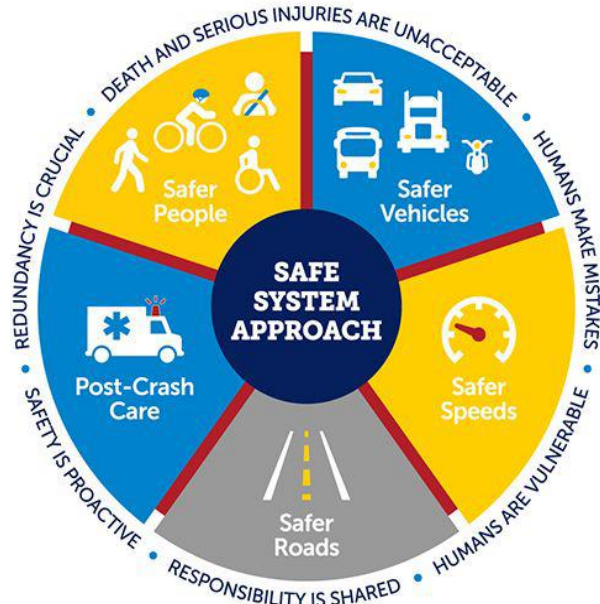 DEATH AND SERIOUS INJURIES ARE UNACCEPTABLE
HUMANS MAKE MISTAKES
HUMANS ARE VULNERABLE
RESPONSIBILITY IS SHARED
SAFETY IS PROACTIVE
REDUNDANCY IS CRUCIAL
Safer
People
Safer
Vehicles
SAFE
SYSTEM
APPROACH
Post-Crash
Care
Safer
Speeds
Safer
Roads